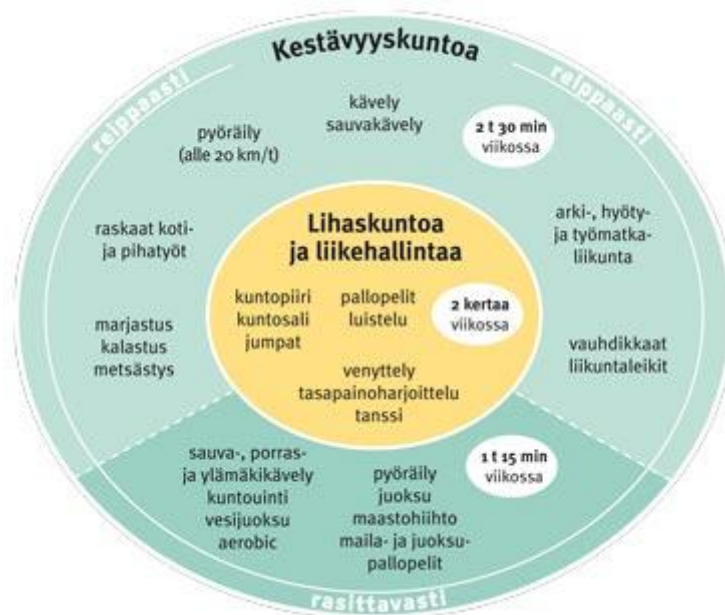 Kestävyyskuntoa
reippaasti
reippaasti
kävely
sauvakävely
2 t 30 min
viikossa
pyöräily
(alle 20 km/t)
raskaat koti-
ja pihatyöt
arki-, hyöty-
ja työmatka-
liikunta
marjastus
kalastus
metsästys
vauhdikkaat
liikuntaleikit
Lihaskuntoa
ja liikehallintaa
kuntopiiri
kuntosali
jumpat
pallopelit
luistelu
2 kertaa
viikossa
venyttely
tasapainoharjoittelu
tanssi
sauva-, porras-
ja ylämäkikävely
kuntouinti
vesijuoksu
aerobic
pyöräily
juoksu
maastohiihto
maila- ja juoksu-
pallopelit
1 t 15 min
viikossa
rasittavasti